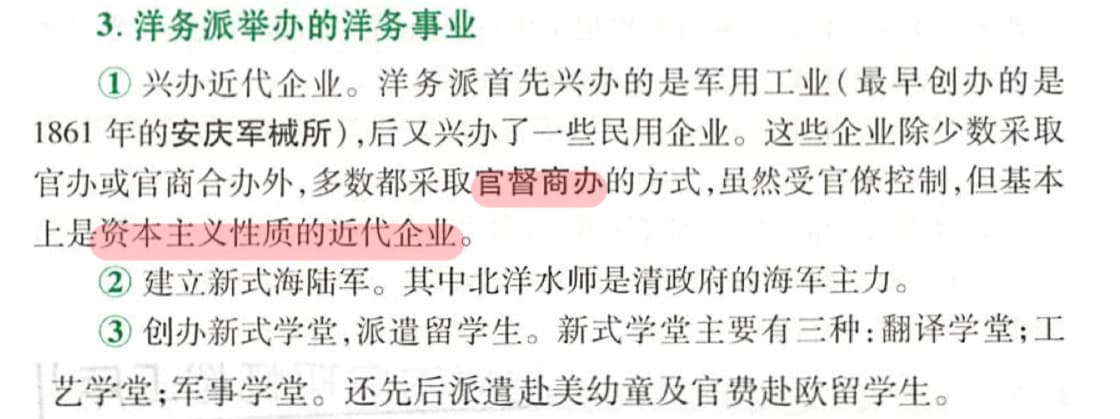 3. 洋务派举办的洋务事业
① 兴办近代企业。洋务派首先兴办的是军用工业(最早创办的是
1861 年的安庆军械所),后又兴办了一些民用企业。这些企业除少数采取
官办或官商合办外,多数都采取官督商办的方式,虽然受官僚控制,但基本
上是资本主义性质的近代企业。
② 建立新式海陆军。其中北洋水师是清政府的海军主力。
③ 创办新式学堂,派遣留学生。新式学堂主要有三种:翻译学堂;工
艺学堂;军事学堂。还先后派遣赴美幼童及官费赴欧留学生。